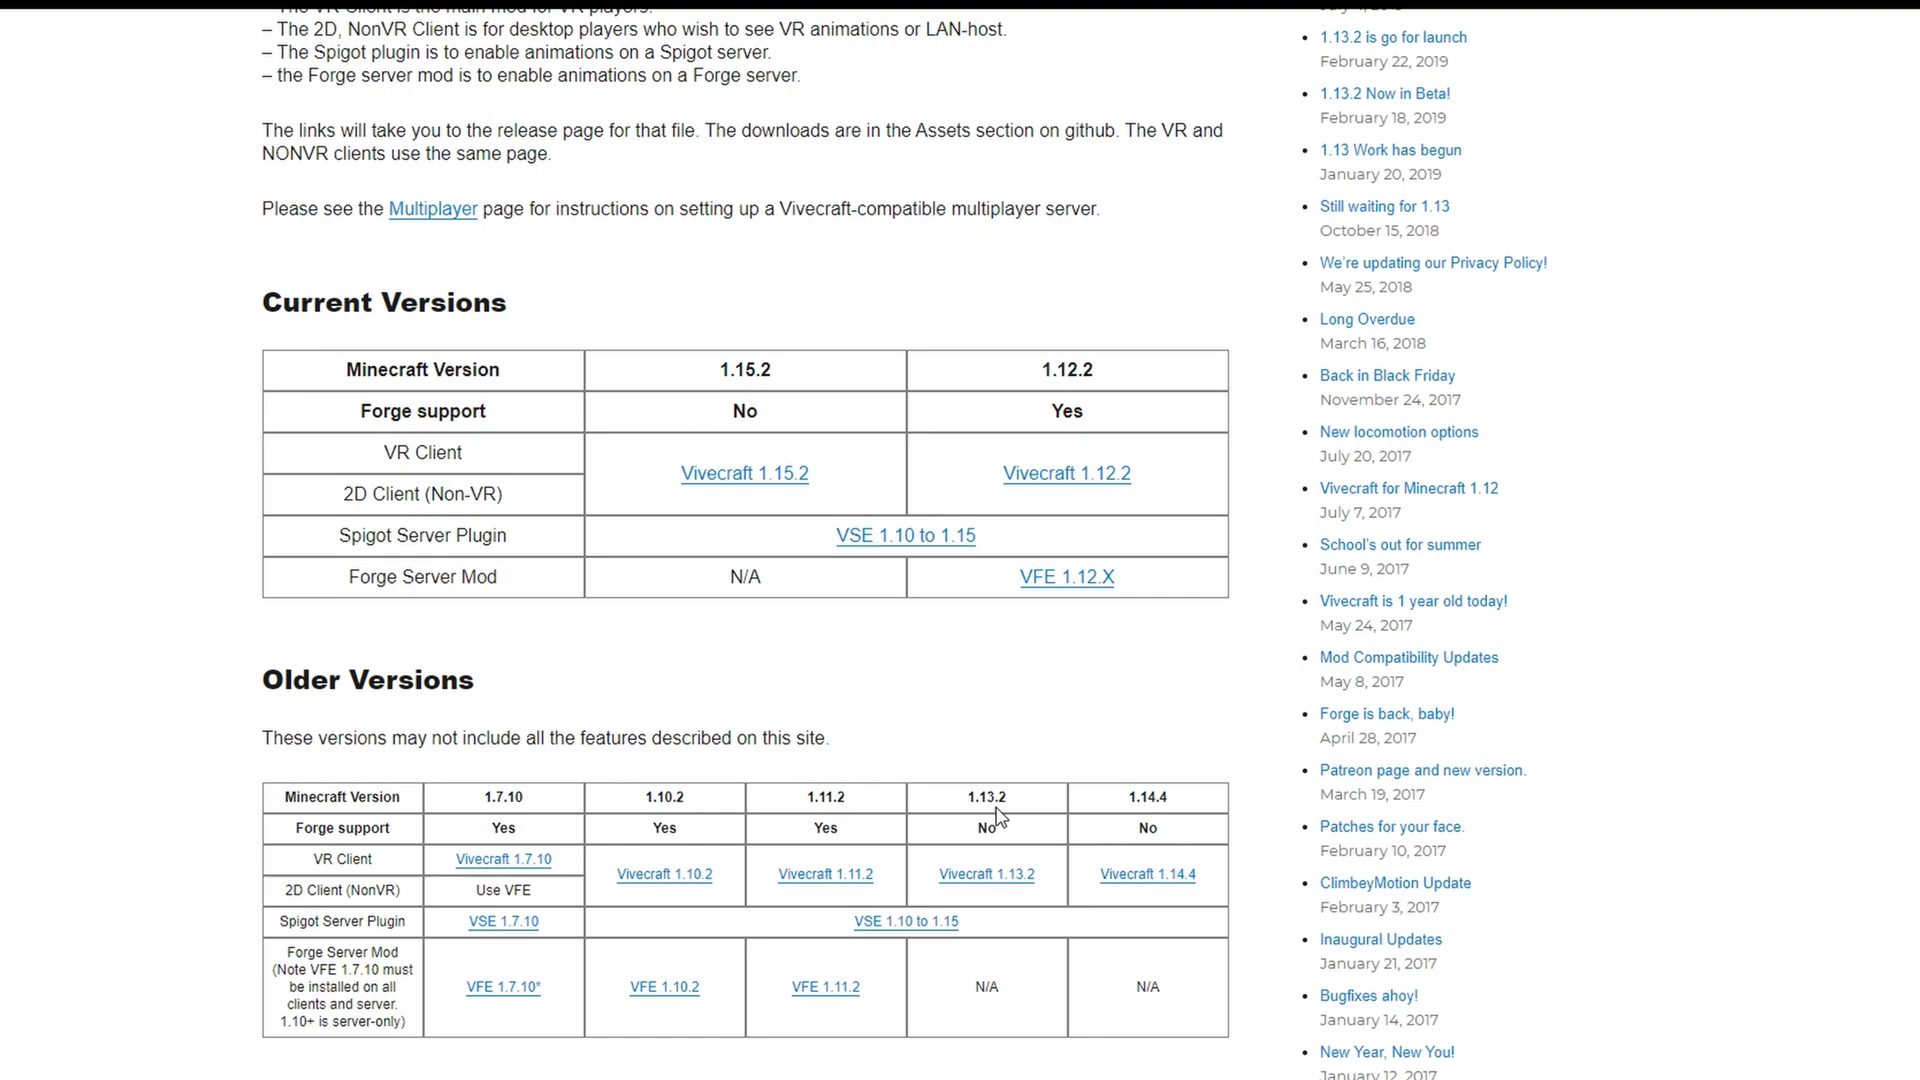 – The VR Client is the main mod for VR players.
– The 2D, NonVR Client is for desktop players who wish to see VR animations or LAN-host.
– The Spigot plugin is to enable animations on a Spigot server.
– the Forge server mod is to enable animations on a Forge server.
The links will take you to the release page for that file. The downloads are in the Assets section on github. The VR and
NONVR clients use the same page.
Please see the Multiplayer page for instructions on setting up a Vivecraft-compatible multiplayer server.
Current Versions
Minecraft Version 1.15.2 1.12.2
Forge support No Yes
VR Client
Vivecraft 1.15.2 Vivecraft 1.12.2
2D Client (Non-VR)
Spigot Server Plugin VSE 1.10 to 1.15
Forge Server Mod N/A VFE 1.12.X
Older Versions
These versions may not include all the features described on this site.
Minecraft Version 1.7.10 1.10.2 1.11.2 1.13.2 1.14.4
Forge support Yes Yes Yes No No
VR Client Vivecraft 1.7.10
Vivecraft 1.10.2 Vivecraft 1.11.2 Vivecraft 1.13.2 Vivecraft 1.14.4
2D Client (NonVR) Use VFE
Spigot Server Plugin VSE 1.7.10 VSE 1.10 to 1.15
Forge Server Mod
(Note VFE 1.7.10 must
be installed on all
clients and server.
1.10+ is server-only)
VFE 1.7.10* VFE 1.10.2 VFE 1.11.2 N/A N/A
1.13.2 is go for launch
February 22, 2019
1.13.2 Now in Beta!
February 18, 2019
1.13 Work has begun
January 20, 2019
Still waiting for 1.13
October 15, 2018
We're updating our Privacy Policy!
May 25, 2018
Long Overdue
March 16, 2018
Back in Black Friday
November 24, 2017
New locomotion options
July 20, 2017
Vivecraft for Minecraft 1.12
July 7, 2017
School's out for summer
June 9, 2017
Vivecraft is 1 year old today!
May 24, 2017
Mod Compatibility Updates
May 8, 2017
Forge is back, baby!
April 28, 2017
Patreon page and new version.
March 19, 2017
Patches for your face.
February 10, 2017
ClimbeyMotion Update
February 3, 2017
Inaugural Updates
January 21, 2017
Bugfixes ahoy!
January 14, 2017
New Year, New You!
January 12, 2017